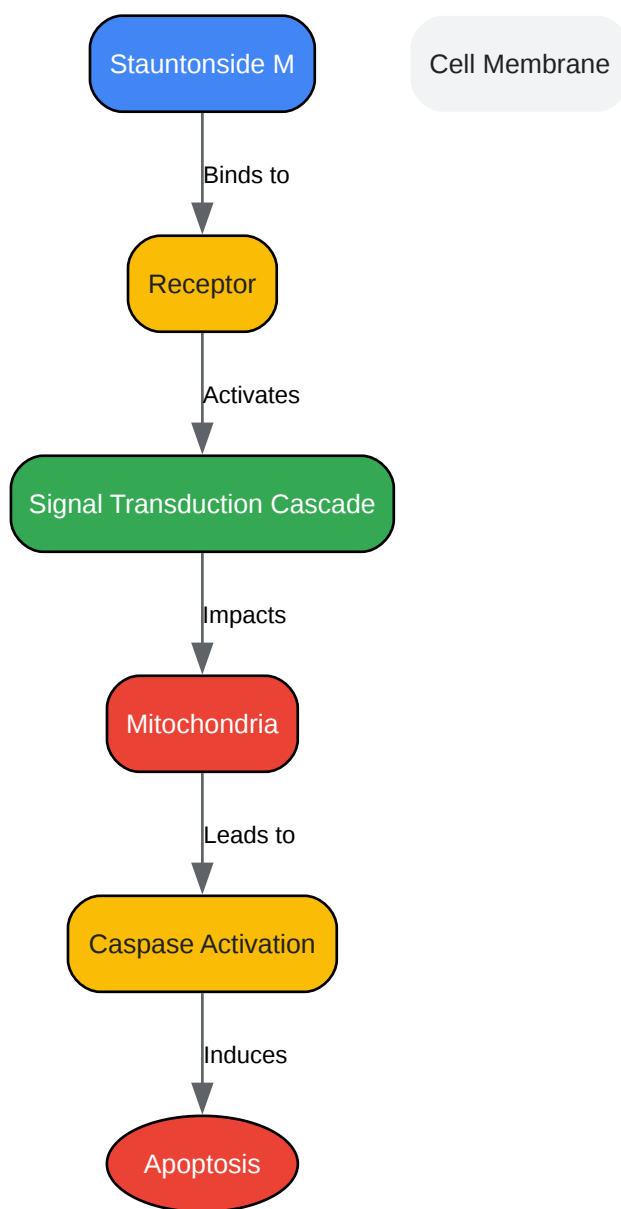 Stauntonside M
Cell Membrane
Binds to
Receptor
Activates
Signal Transduction Cascade
Impacts
Mitochondria
Leads to
Caspase Activation
Induces
Apoptosis